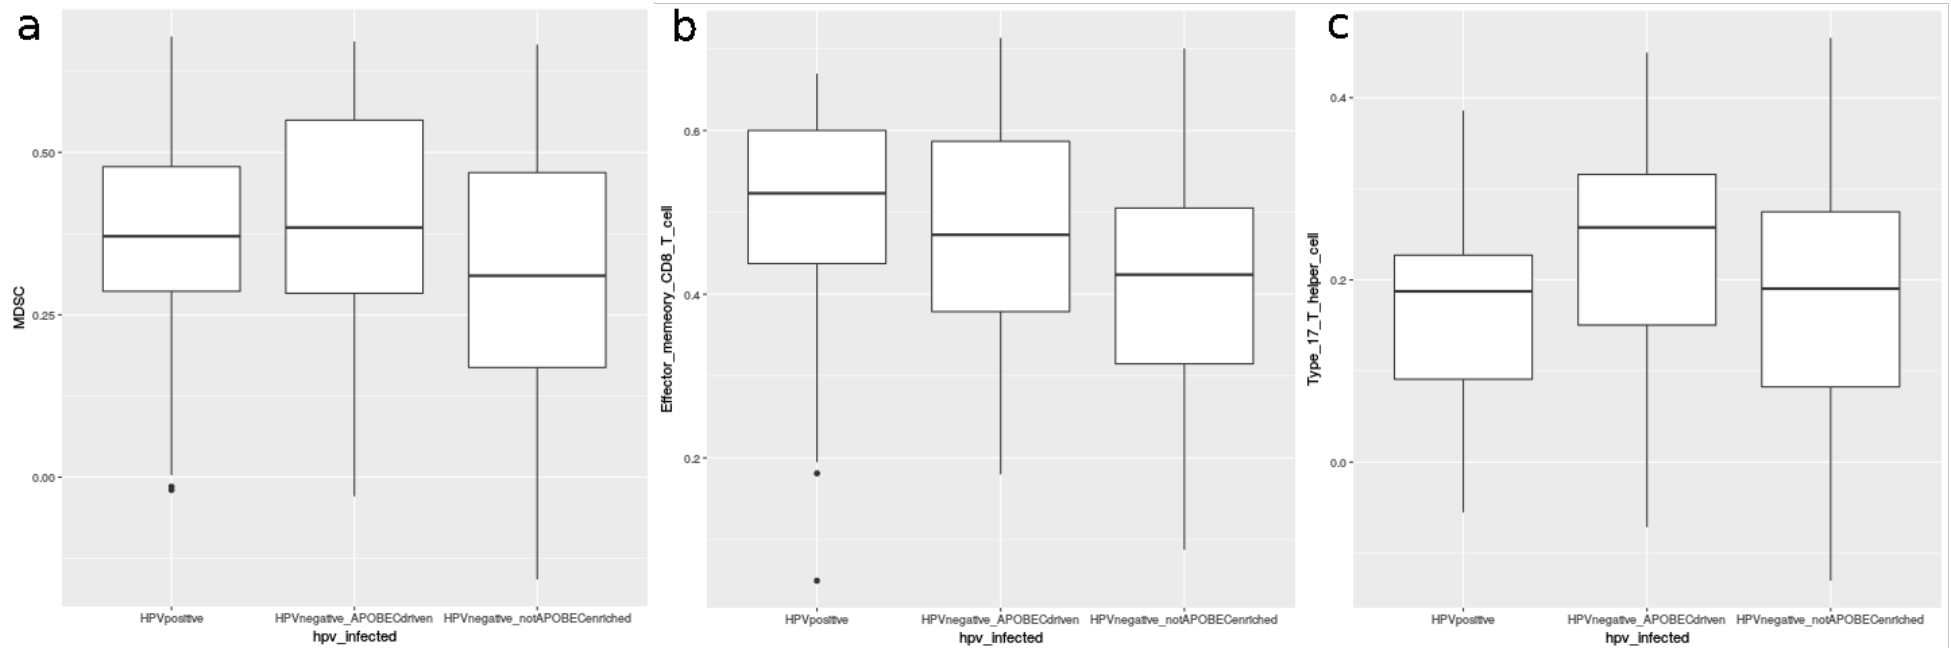 a
MDSC
0.50
0.25
0.00
HPVpositive HPVnegative_APOBECdriven HPVnegative_notAPOBECenriched
hpv_infected
b
Effector_memeory_CD8_T_cell
0.6
0.4
0.2
HPVpositive HPVnegative_APOBECdriven HPVnegative_notAPOBECenriched
hpv_infected
c
Type_17_T_helper_cell
0.4
0.2
0.0
HPVpositive HPVnegative_APOBECdriven HPVnegative_notAPOBECenriched
hpv_infected